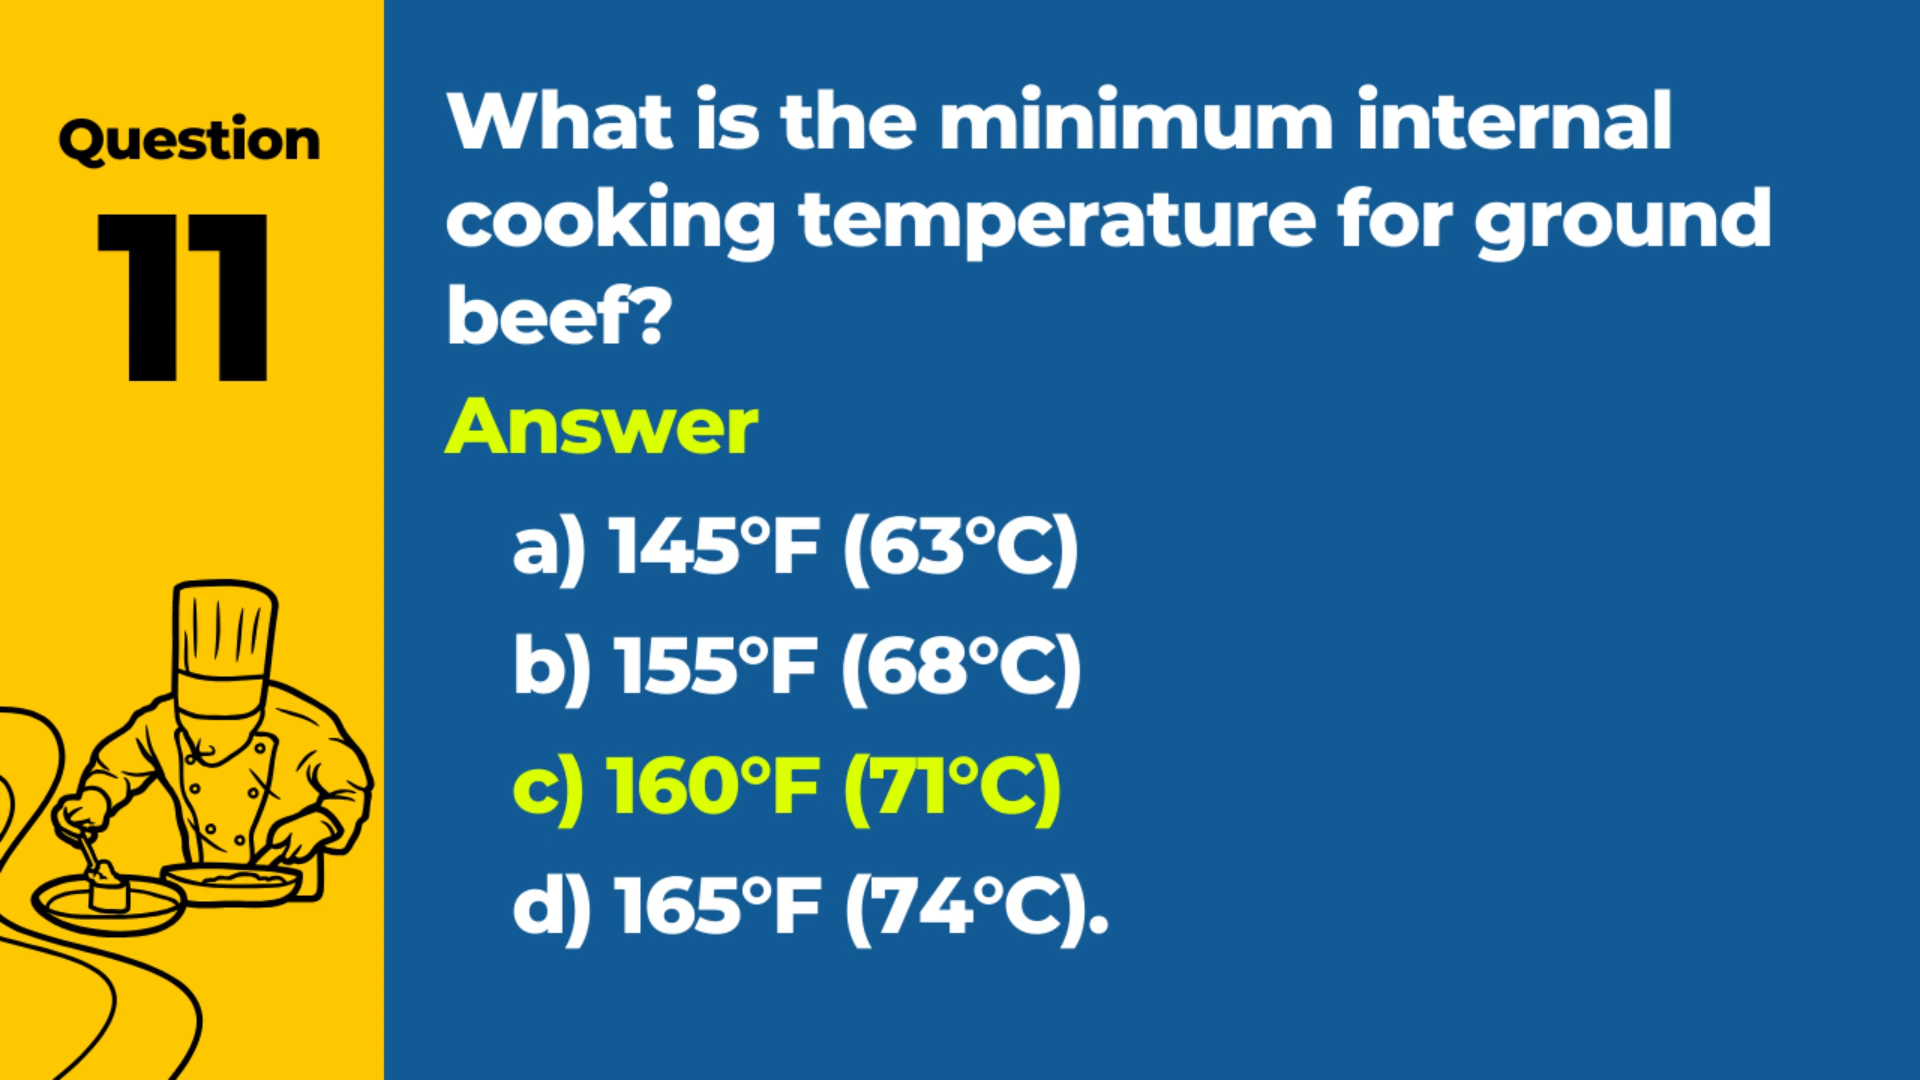 Question
11
What is the minimum internal
cooking temperature for ground
beef?
Answer
a) 145°F (63°C)
b) 155°F (68°C)
c) 160°F (71°C)
d) 165°F (74°C).